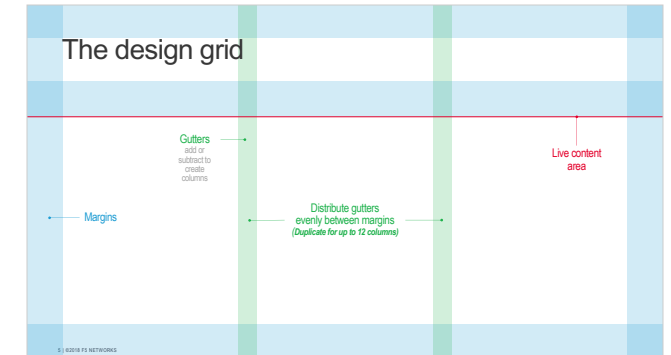 The design grid
Gutters
add or
subtract to
create
columns
Live content
area
Margins
Distribute gutters
evenly between margins
(Duplicate for up to 12 columns)
5 | ©2018 F5 NETWORKS